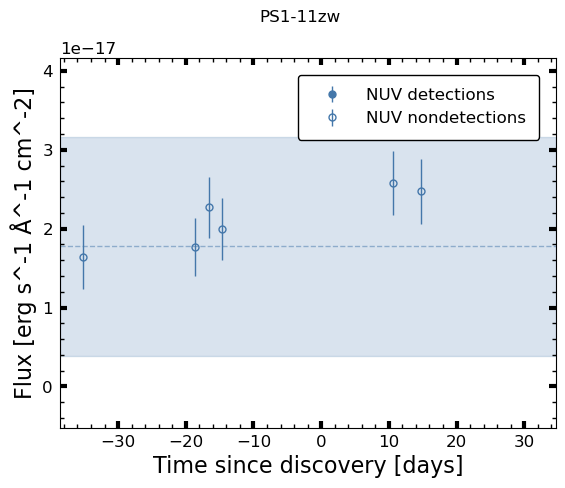 PS1-11zw
1e−17
4
3
2
1
0
Flux [erg s^-1 Å^-1 cm^-2]
NUV detections
NUV nondetections
−30 −20 −10 0 10 20 30
Time since discovery [days]